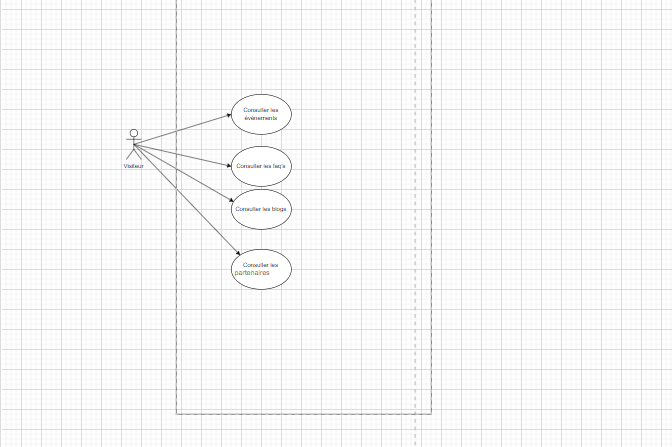 Consulter les
événements
Visiteur
Consulter les faq's
Consulter les blogs
Consulter les
partenaires